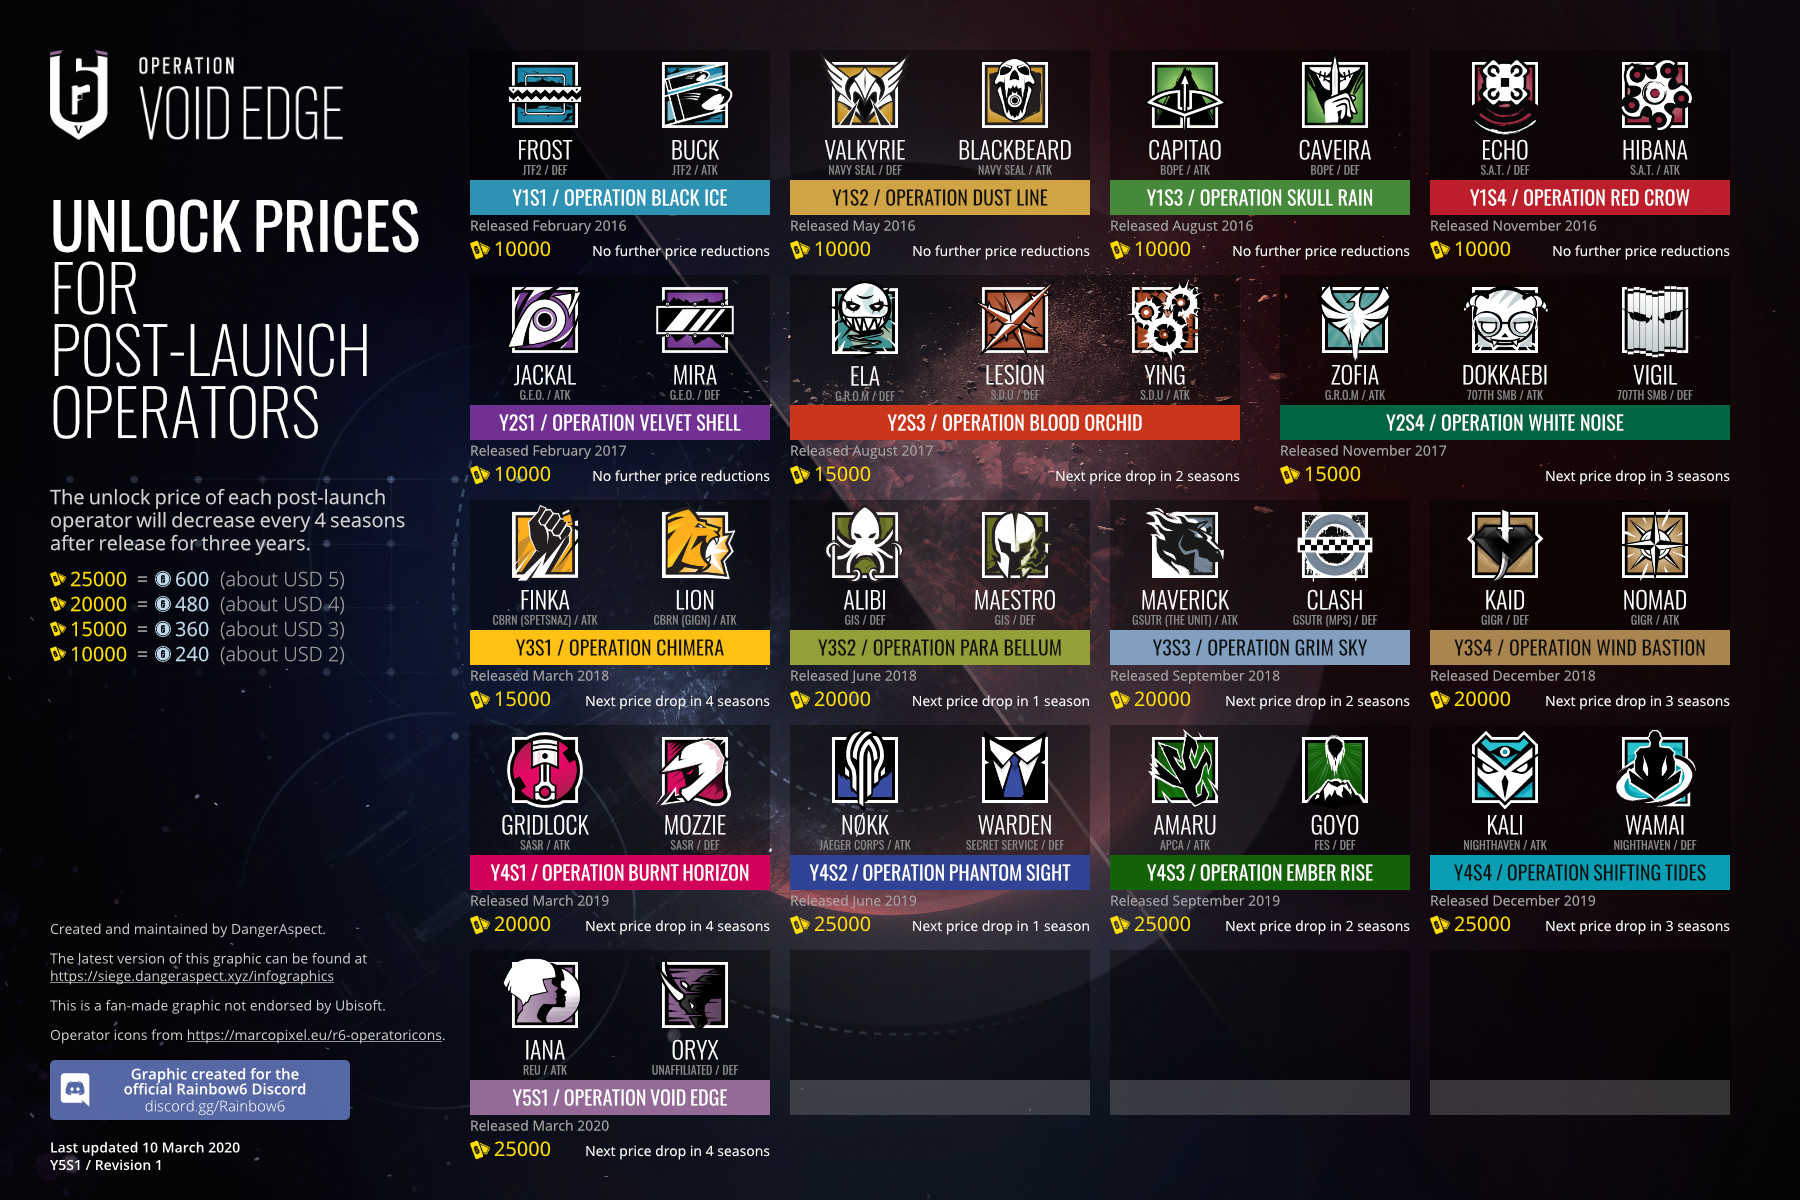 OPERATION
VOID EDGE
UNLOCK PRICES
FOR
POST-LAUNCH
OPERATORS
The unlock price of each post-launch
operator will decrease every 4 seasons
after release for three years.
25000 = 600 (about USD 5)
20000 = 480 (about USD 4)
15000 = 360 (about USD 3)
10000 = 240 (about USD 2)
Created and maintained by DangerAspect.
The latest version of this graphic can be found at
https://siege.dangeraspect.xyz/infographics
This is a fan-made graphic not endorsed by Ubisoft.
Operator icons from https://marcopixel.eu/r6-operatoricons.
Graphic created for the
official Rainbow6 Discord
discord.gg/Rainbow6
Last updated 10 March 2020
Y5S1 / Revision 1
FROST BUCK
JTF2 / DEF JTF2 / ATK
Y1S1 / OPERATION BLACK ICE
Released February 2016
10000 No further price reductions
VALKYRIE BLACKBEARD
NAVY SEAL / DEF NAVY SEAL / ATK
Y1S2 / OPERATION DUST LINE
Released May 2016
10000 No further price reductions
CAPITAO CAVEIRA
BOPE / ATK BOPE / DEF
Y1S3 / OPERATION SKULL RAIN
Released August 2016
10000 No further price reductions
ECHO HIBANA
S.A.T. / DEF S.A.T. / ATK
Y1S4 / OPERATION RED CROW
Released November 2016
10000 No further price reductions
JACKAL MIRA
G.E.O. / ATK G.E.O. / DEF
Y2S1 / OPERATION VELVET SHELL
Released February 2017
10000 No further price reductions
ELA LESION YING
G.R.O.M / DEF S.D.U / DEF S.D.U / ATK
Y2S3 / OPERATION BLOOD ORCHID
Released August 2017
15000 Next price drop in 2 seasons
ZOFIA DOKKAEBI VIGIL
G.R.O.M / ATK 707TH SMB / ATK 707TH SMB / DEF
Y2S4 / OPERATION WHITE NOISE
Released November 2017
15000 Next price drop in 3 seasons
FINKA LION
CBRN (SPETSNAZ) / ATK CBRN (GIGN) / ATK
Y3S1 / OPERATION CHIMERA
Released March 2018
15000 Next price drop in 4 seasons
ALIBI MAESTRO
GIS / DEF GIS / DEF
Y3S2 / OPERATION PARA BELLUM
Released June 2018
20000 Next price drop in 1 season
MAVERICK CLASH
GSUTR (THE UNIT) / ATK GSUTR (MPS) / DEF
Y3S3 / OPERATION GRIM SKY
Released September 2018
20000 Next price drop in 2 seasons
KAID NOMAD
GIGR / DEF GIGR / ATK
Y3S4 / OPERATION WIND BASTION
Released December 2018
20000 Next price drop in 3 seasons
GRIDLOCK MOZZIE
SASR / ATK SASR / DEF
Y4S1 / OPERATION BURNT HORIZON
Released March 2019
20000 Next price drop in 4 seasons
NØKK WARDEN
JAEGER CORPS / ATK SECRET SERVICE / DEF
Y4S2 / OPERATION PHANTOM SIGHT
Released June 2019
25000 Next price drop in 1 season
AMARU GOYO
APCA / ATK FES / DEF
Y4S3 / OPERATION EMBER RISE
Released September 2019
25000 Next price drop in 2 seasons
KALI WAMAI
NIGHTHAVEN / ATK NIGHTHAVEN / DEF
Y4S4 / OPERATION SHIFTING TIDES
Released December 2019
25000 Next price drop in 3 seasons
IANA ORYX
REU / ATK UNAFFILIATED / DEF
Y5S1 / OPERATION VOID EDGE
Released March 2020
25000 Next price drop in 4 seasons